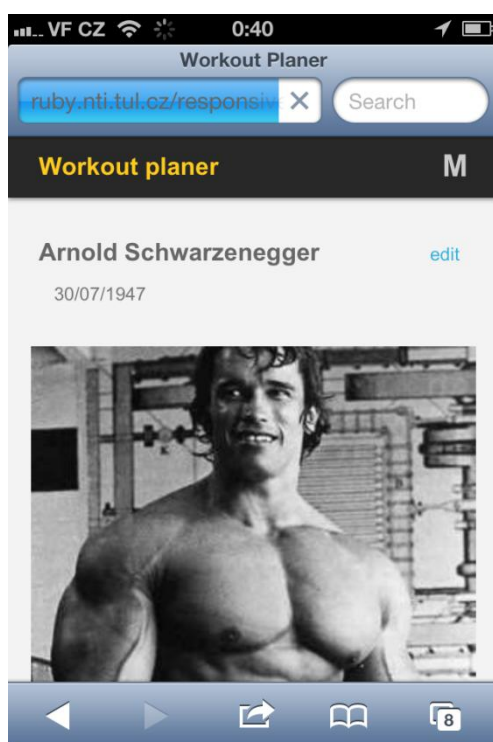 VF CZ 0:40
Workout Planer
ruby.nti.tul.cz/responsiv Search
Workout planer M
Arnold Schwarzenegger edit
30/07/1947
8